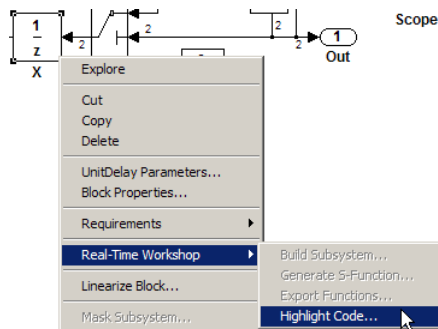 1
z
X
2
2
2
2
1
Out
Scope
Explore
Cut
Copy
Delete
UnitDelay Parameters...
Block Properties...
Requirements
Real-Time Workshop
Linearize Block...
Mask Subsystem...
Build Subsystem...
Generate S-Function...
Export Functions...
Highlight Code...